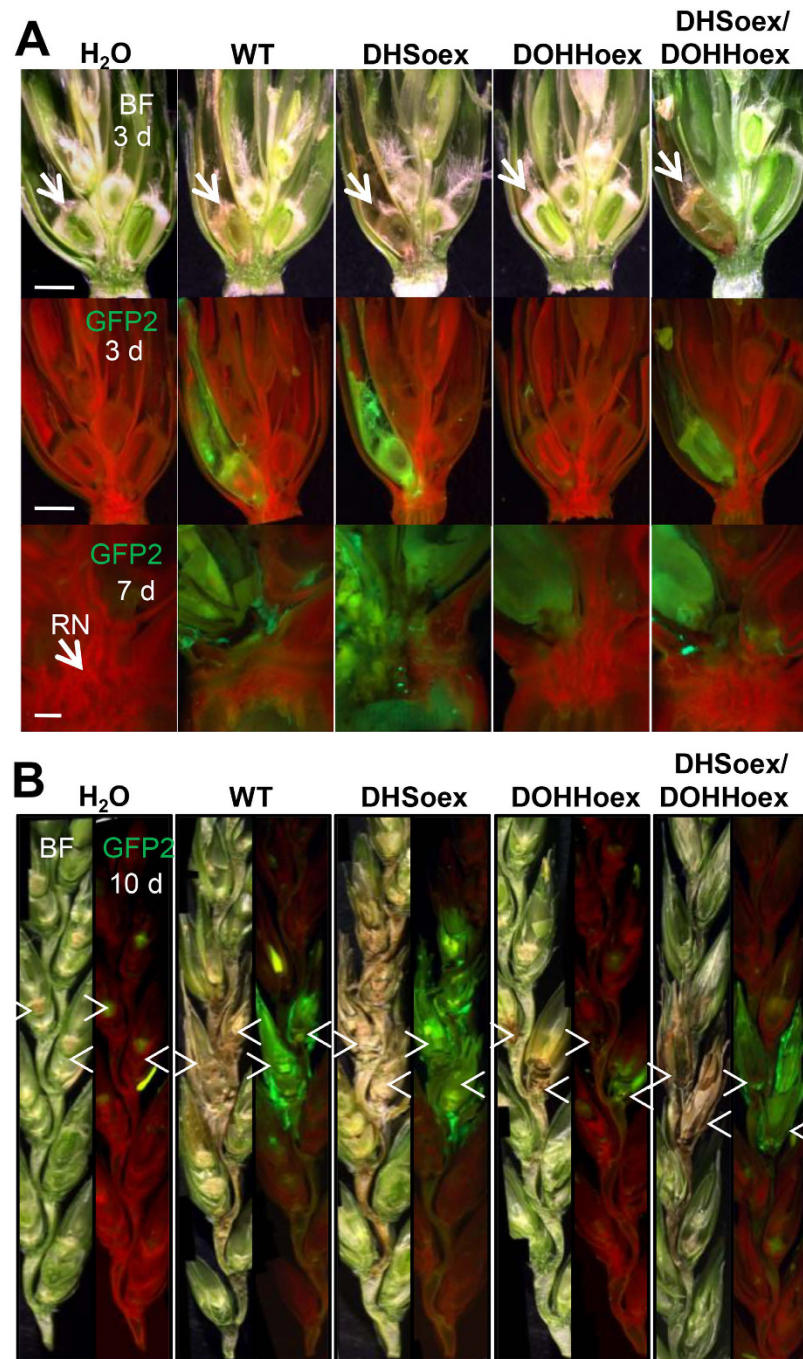 A
H₂O WT DHSoex DOHHoex DHSoex/
DOHHoex
BF
3 d
GFP2
3 d
GFP2
7 d
RN
B
H₂O WT DHSoex DOHHoex DHSoex/
DOHHoex
BF GFP2
10 d